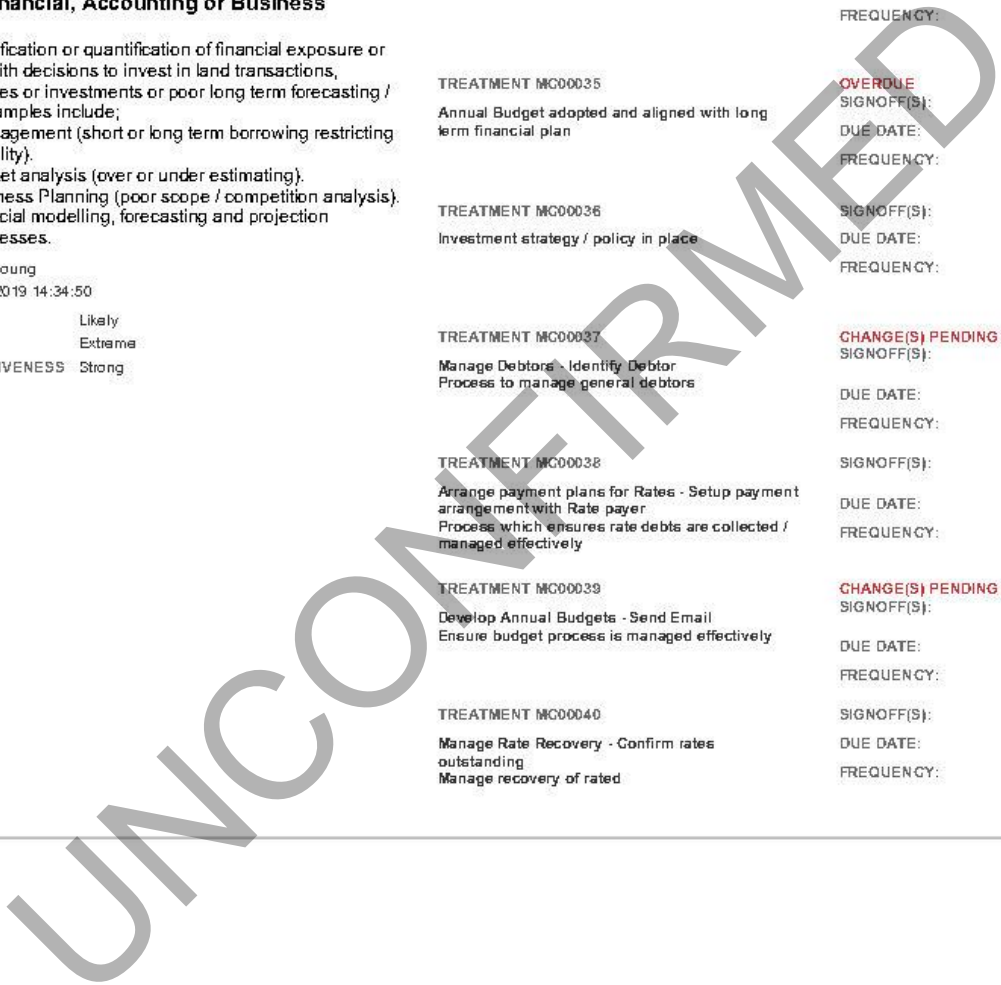 nancial, Accounting or Business
fication or quantification of financial exposure or
ith decisions to invest in land transactions,
es or investments or poor long term forecasting /
amples include;
agement (short or long term borrowing restricting
lity).
et analysis (over or under estimating).
ness Planning (poor scope / competition analysis).
cial modelling, forecasting and projection
esses.
oung
2019 14:34:50
Likely
Extreme
IVENESS Strong
FREQUENCY:
TREATMENT MC00035
Annual Budget adopted and aligned with long
term financial plan
OVERDUE
SIGNOFF(S):
DUE DATE:
FREQUENCY:
TREATMENT MC00036
Investment strategy / policy in place
SIGNOFF(S):
DUE DATE:
FREQUENCY:
TREATMENT MC00037
Manage Debtors - Identify Debtor
Process to manage general debtors
CHANGE(S) PENDING
SIGNOFF(S):
DUE DATE:
FREQUENCY:
TREATMENT MC00038
Arrange payment plans for Rates - Setup payment
arrangement with Rate payer
Process which ensures rate debts are collected /
managed effectively
SIGNOFF(S):
DUE DATE:
FREQUENCY:
TREATMENT MC00039
Develop Annual Budgets - Send Email
Ensure budget process is managed effectively
CHANGE(S) PENDING
SIGNOFF(S):
DUE DATE:
FREQUENCY:
TREATMENT MC00040
Manage Rate Recovery - Confirm rates
outstanding
Manage recovery of rated
SIGNOFF(S):
DUE DATE:
FREQUENCY:
UNCONFIRMED